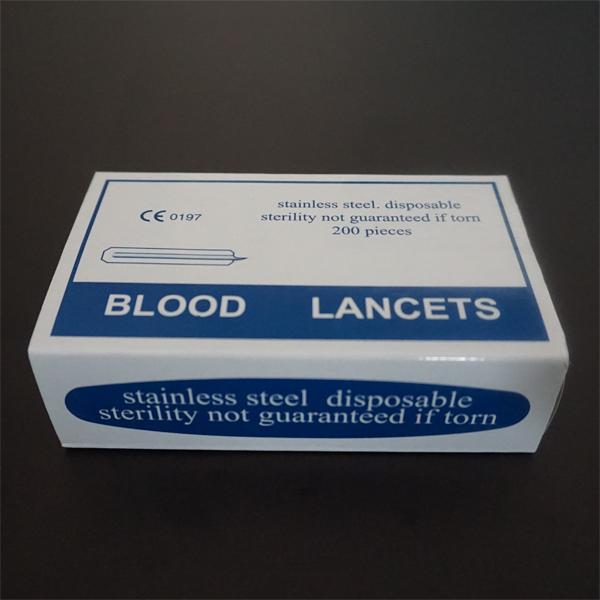 CE 0197
stainless steel. disposable
sterility not guaranteed if torn
200 pieces
BLOOD LANCETS
stainless steel disposable
sterility not guaranteed if torn